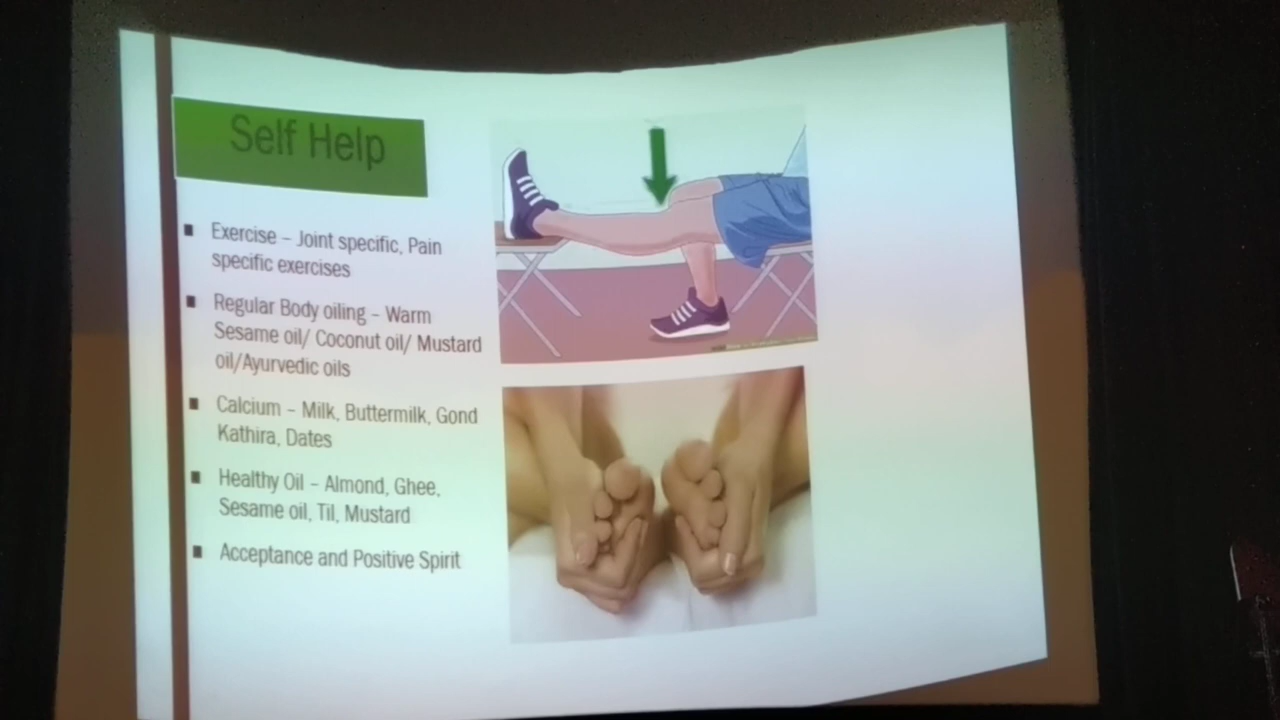 Self Help
Exercise – Joint specific, Pain
specific exercises
Regular Body oiling – Warm
Sesame oil/ Coconut oil/ Mustard
oil/Ayurvedic oils
Calcium – Milk, Buttermilk, Gond
Kathira, Dates
Healthy Oil – Almond, Ghee,
Sesame oil, Til, Mustard
Acceptance and Positive Spirit